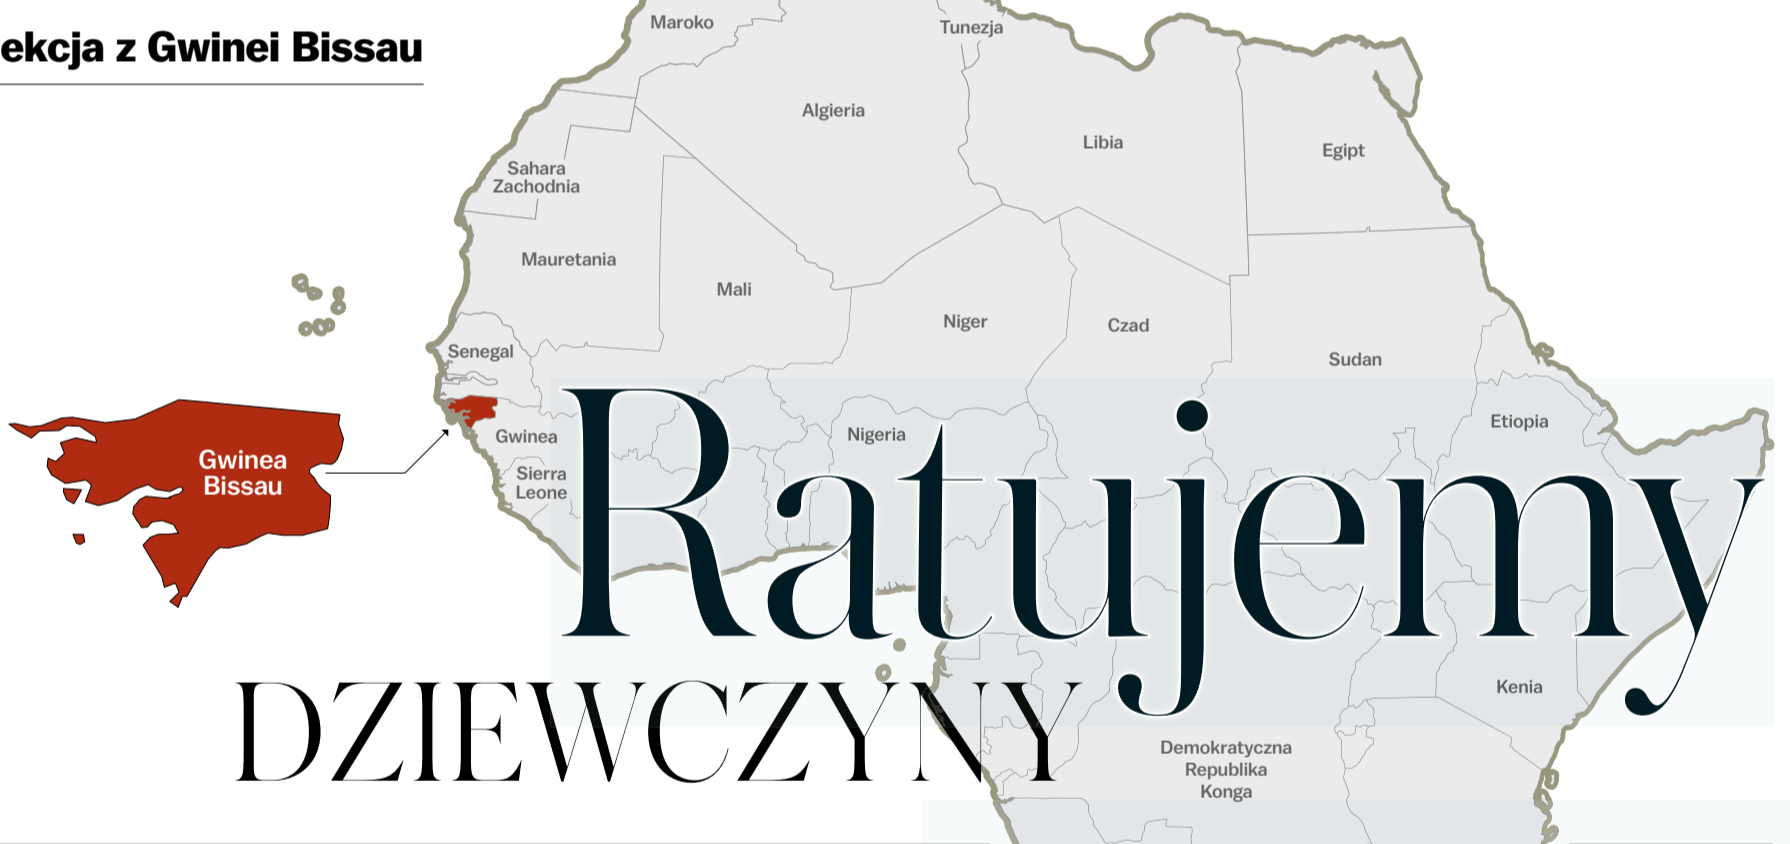 ekcja z Gwinei Bissau
Maroko
Tunezja
Algieria
Libia
Egipt
Sahara
Zachodnia
Mauretania
Mali
Niger
Czad
Sudan
Senegal
Gwinea
Bissau
Gwinea
Sierra
Leone
Nigeria
Etiopia
Ratujemy
DZIEWCZYNY
Kenia
Demokratyczna
Republika
Konga